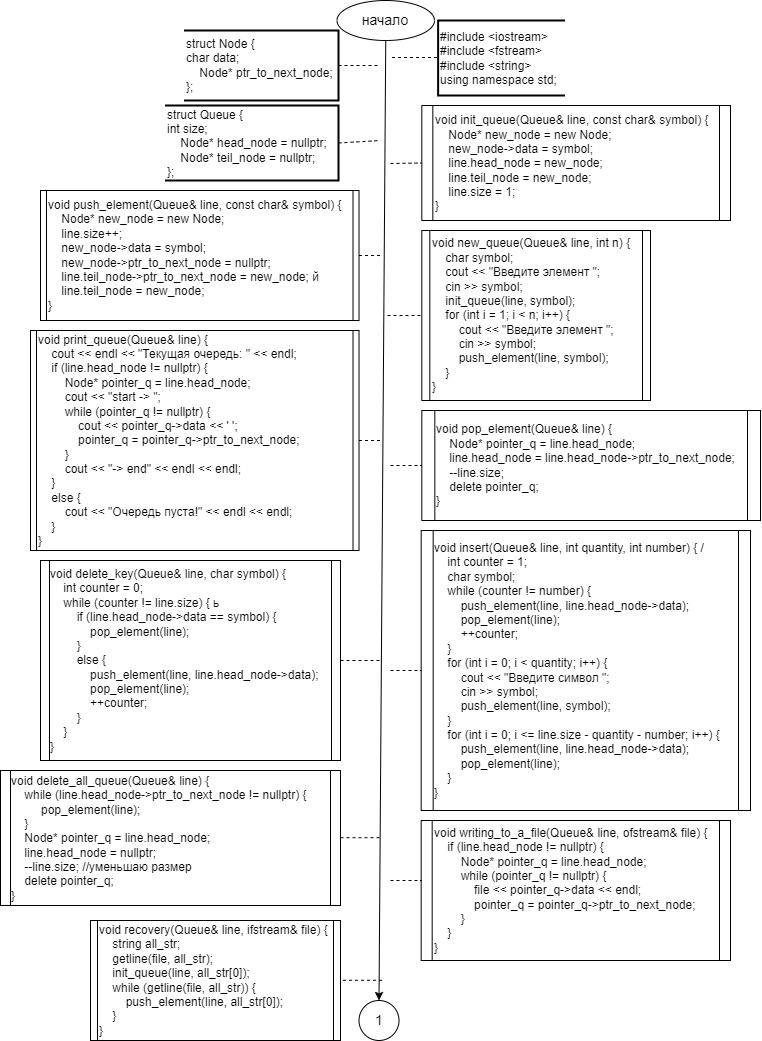 начало
struct Node {
char data;
Node* ptr_to_next_node;
};
#include <iostream>
#include <fstream>
#include <string>
using namespace std;
struct Queue {
int size;
Node* head_node = nullptr;
Node* teil_node = nullptr;
};
void init_queue(Queue& line, const char& symbol) {
Node* new_node = new Node;
new_node->data = symbol;
line.head_node = new_node;
line.teil_node = new_node;
line.size = 1;
}
void push_element(Queue& line, const char& symbol) {
Node* new_node = new Node;
line.size++;
new_node->data = symbol;
new_node->ptr_to_next_node = nullptr;
line.teil_node->ptr_to_next_node = new_node; й
line.teil_node = new_node;
}
void new_queue(Queue& line, int n) {
char symbol;
cout << "Введите элемент ";
cin >> symbol;
init_queue(line, symbol);
for (int i = 1; i < n; i++) {
cout << "Введите элемент ";
cin >> symbol;
push_element(line, symbol);
}
}
void print_queue(Queue& line) {
cout << endl << "Текущая очередь: " << endl;
if (line.head_node != nullptr) {
Node* pointer_q = line.head_node;
cout << "start -> ";
while (pointer_q != nullptr) {
cout << pointer_q->data << ' ';
pointer_q = pointer_q->ptr_to_next_node;
}
cout << "-> end" << endl << endl;
}
else {
cout << "Очередь пуста!" << endl << endl;
}
}
void pop_element(Queue& line) {
Node* pointer_q = line.head_node;
line.head_node = line.head_node->ptr_to_next_node;
--line.size;
delete pointer_q;
}
void insert(Queue& line, int quantity, int number) { /
int counter = 1;
char symbol;
while (counter != number) {
push_element(line, line.head_node->data);
pop_element(line);
++counter;
}
for (int i = 0; i < quantity; i++) {
cout << "Введите символ ";
cin >> symbol;
push_element(line, symbol);
}
for (int i = 0; i <= line.size - quantity - number; i++) {
push_element(line, line.head_node->data);
pop_element(line);
}
}
void delete_key(Queue& line, char symbol) {
int counter = 0;
while (counter != line.size) { ь
if (line.head_node->data == symbol) {
pop_element(line);
}
else {
push_element(line, line.head_node->data);
pop_element(line);
++counter;
}
}
}
void delete_all_queue(Queue& line) {
while (line.head_node->ptr_to_next_node != nullptr) {
pop_element(line);
}
Node* pointer_q = line.head_node;
line.head_node = nullptr;
--line.size; //уменьшаю размер
delete pointer_q;
}
void writing_to_a_file(Queue& line, ofstream& file) {
if (line.head_node != nullptr) {
Node* pointer_q = line.head_node;
while (pointer_q != nullptr) {
file << pointer_q->data << endl;
pointer_q = pointer_q->ptr_to_next_node;
}
}
}
void recovery(Queue& line, ifstream& file) {
string all_str;
getline(file, all_str);
init_queue(line, all_str[0]);
while (getline(file, all_str)) {
push_element(line, all_str[0]);
}
}
1